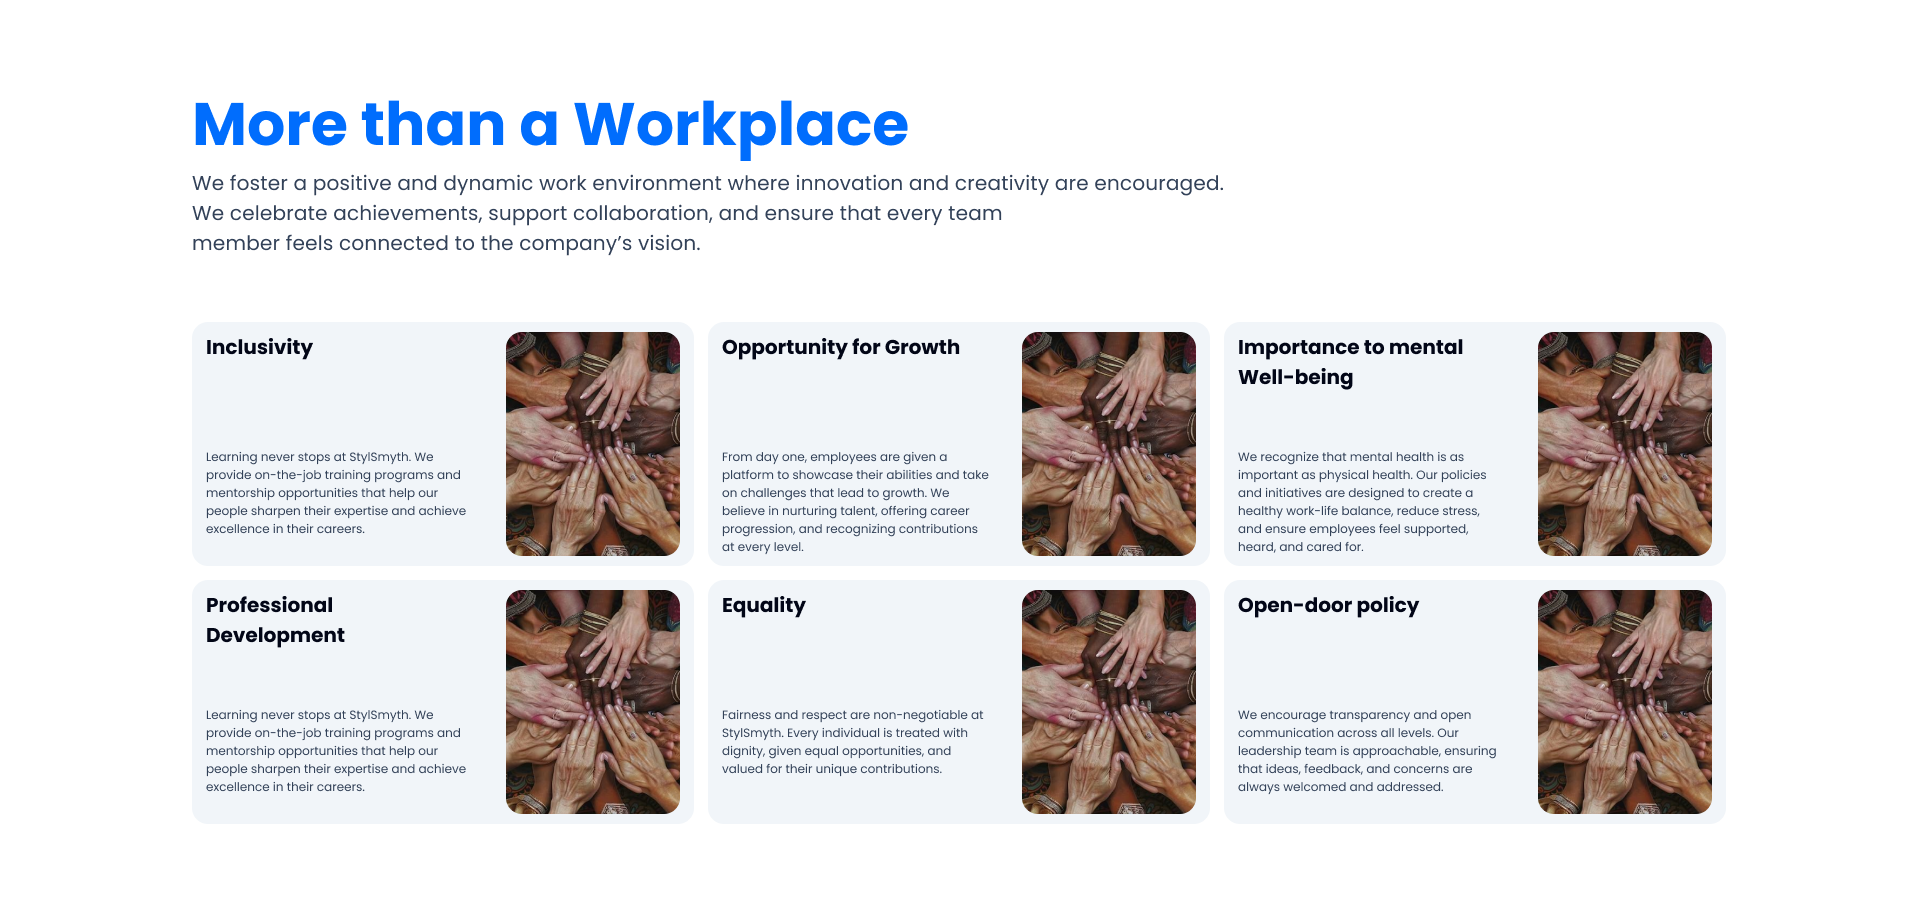 More than a Workplace
We foster a positive and dynamic work environment where innovation and creativity are encouraged.
We celebrate achievements, support collaboration, and ensure that every team
member feels connected to the company’s vision.
Inclusivity
Learning never stops at StylSmyth. We
provide on-the-job training programs and
mentorship opportunities that help our
people sharpen their expertise and achieve
excellence in their careers.
Opportunity for Growth
From day one, employees are given a
platform to showcase their abilities and take
on challenges that lead to growth. We
believe in nurturing talent, offering career
progression, and recognizing contributions
at every level.
Importance to mental
Well-being
We recognize that mental health is as
important as physical health. Our policies
and initiatives are designed to create a
healthy work-life balance, reduce stress,
and ensure employees feel supported,
heard, and cared for.
Professional
Development
Learning never stops at StylSmyth. We
provide on-the-job training programs and
mentorship opportunities that help our
people sharpen their expertise and achieve
excellence in their careers.
Equality
Fairness and respect are non-negotiable at
StylSmyth. Every individual is treated with
dignity, given equal opportunities, and
valued for their unique contributions.
Open-door policy
We encourage transparency and open
communication across all levels. Our
leadership team is approachable, ensuring
that ideas, feedback, and concerns are
always welcomed and addressed.